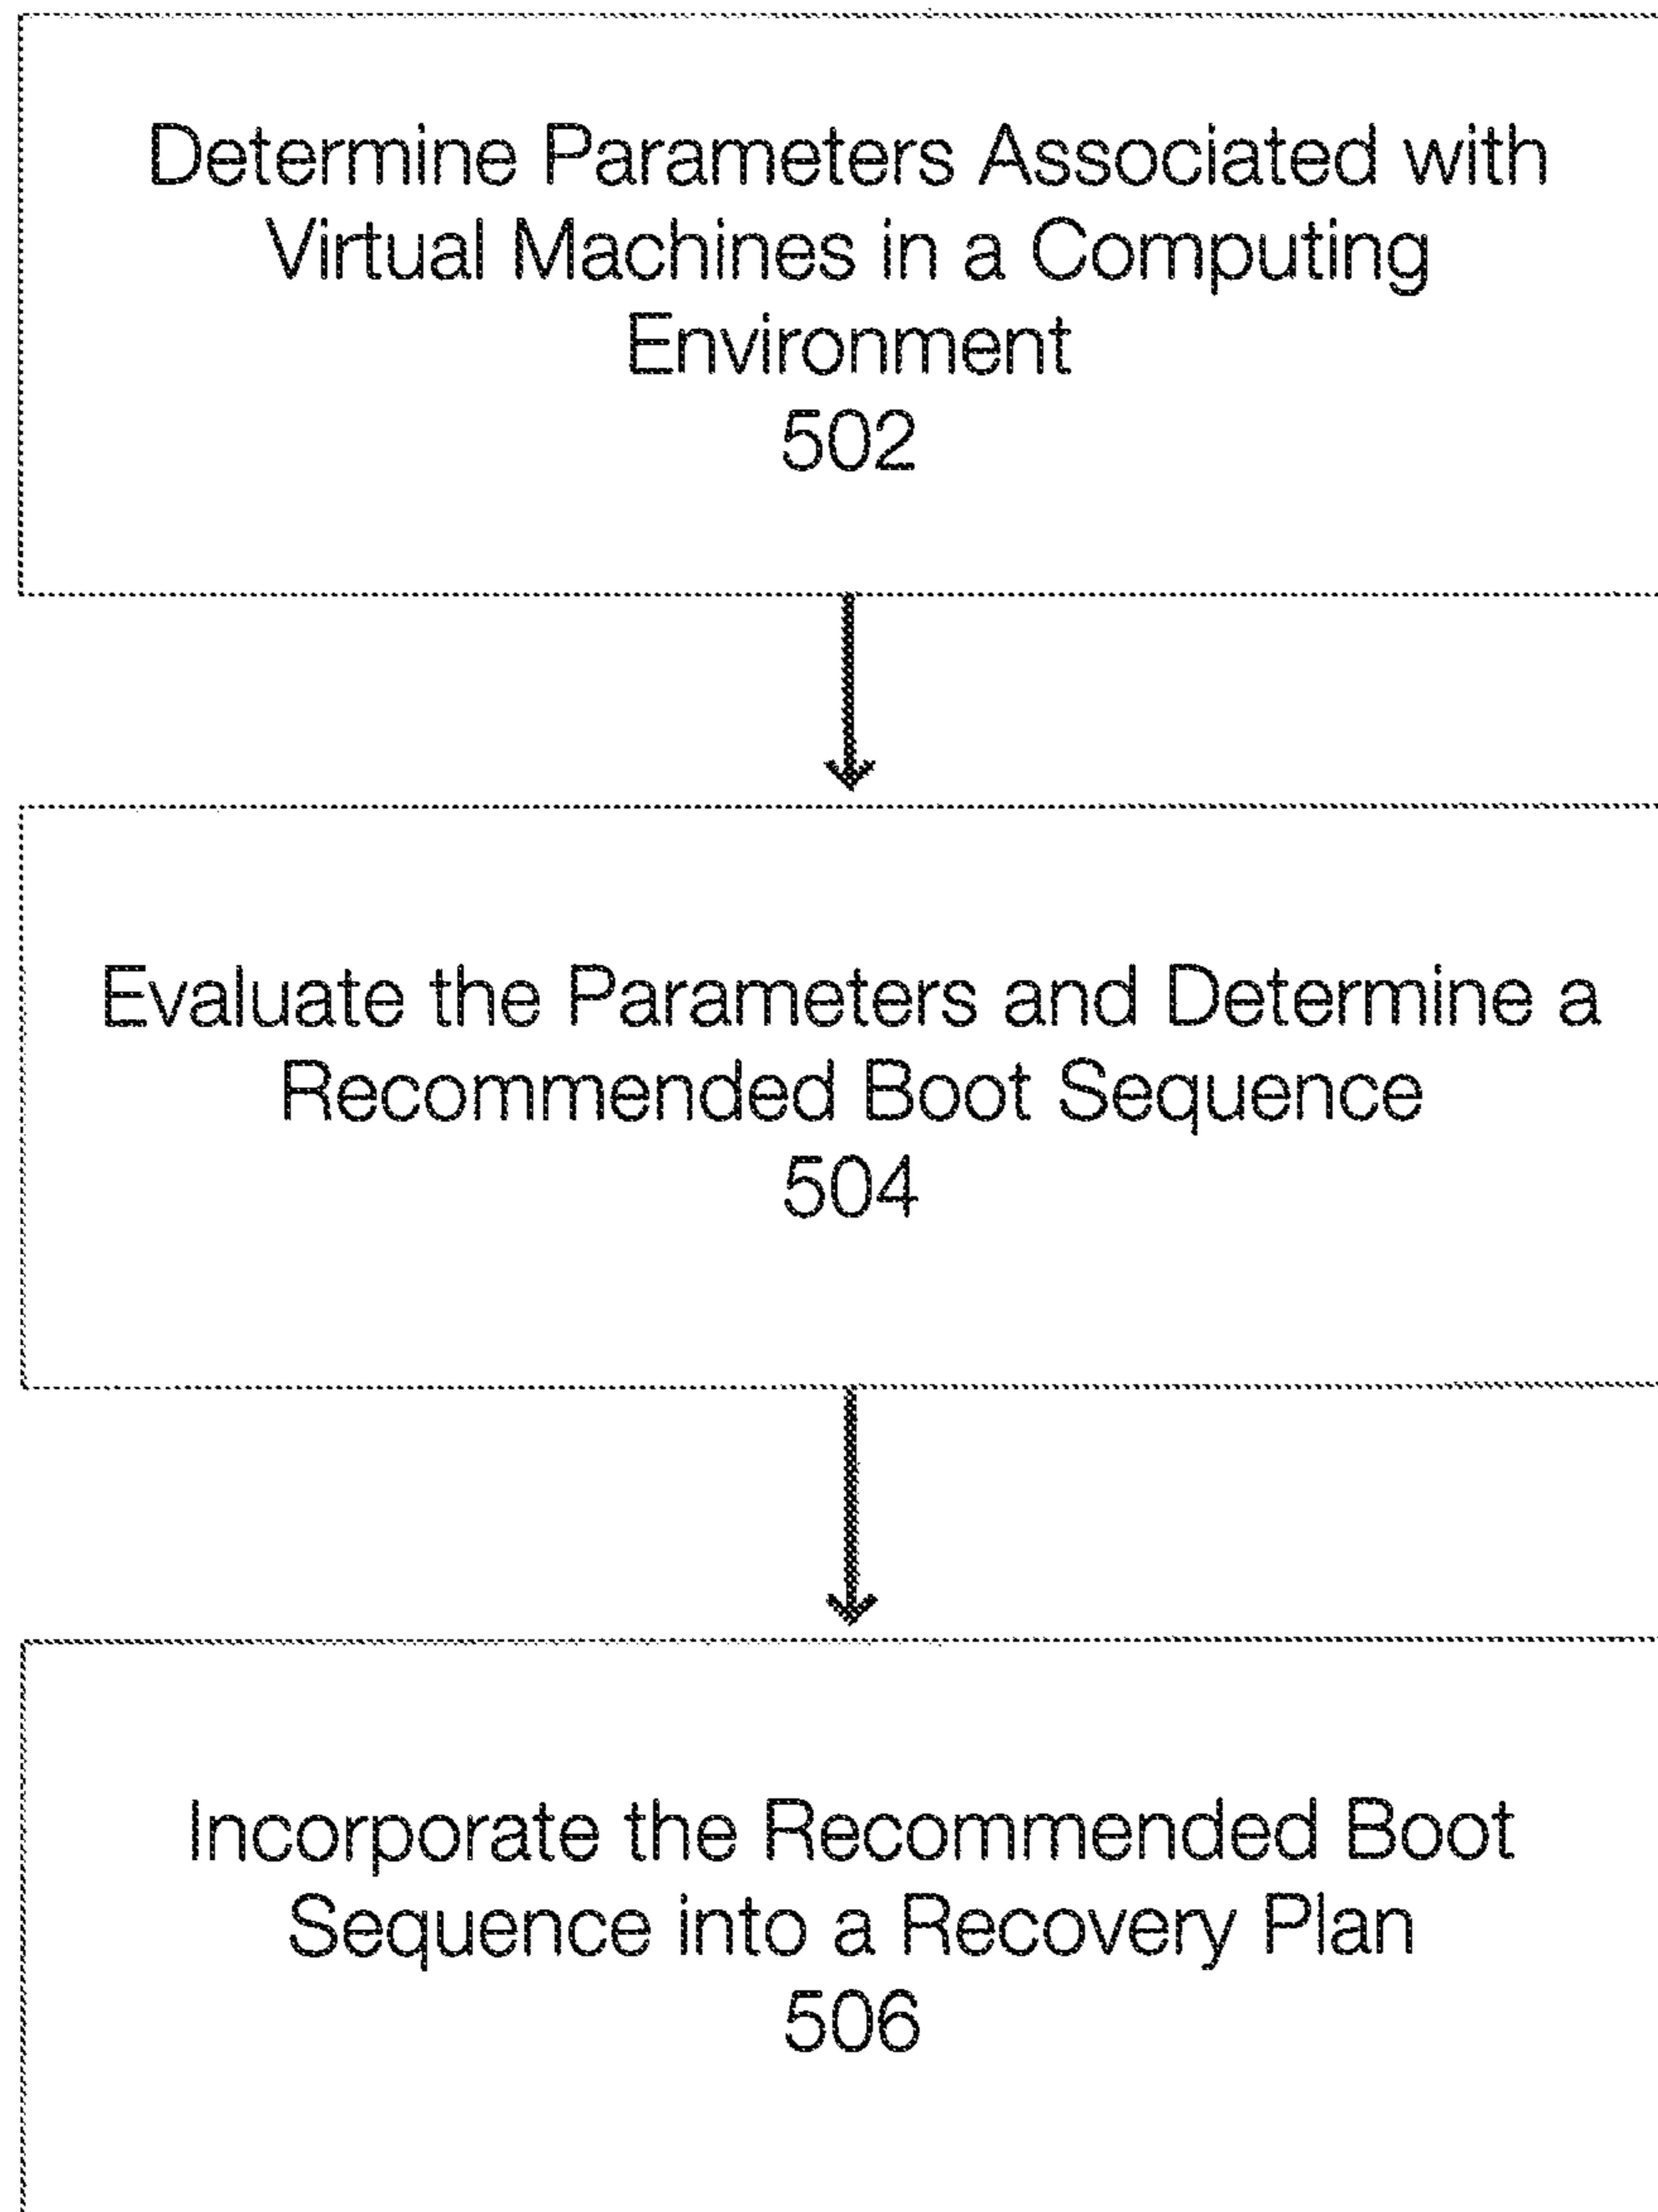 Determine Parameters Associated with
Virtual Machines in a Computing
Environment
502
Evaluate the Parameters and Determine a
Recommended Boot Sequence
504
Incorporate the Recommended Boot
Sequence into a Recovery Plan
506